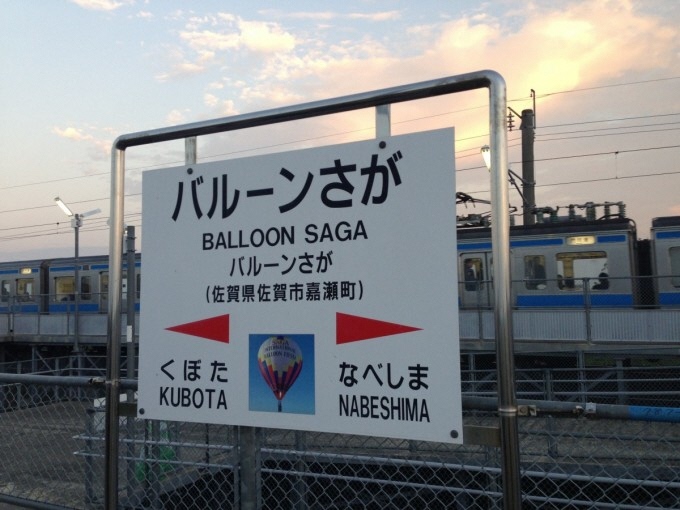 バルーンさが
BALLOON SAGA
バルーンさが
(佐賀県佐賀市嘉瀬町)
くぼた
KUBOTA
なべしま
NABESHIMA